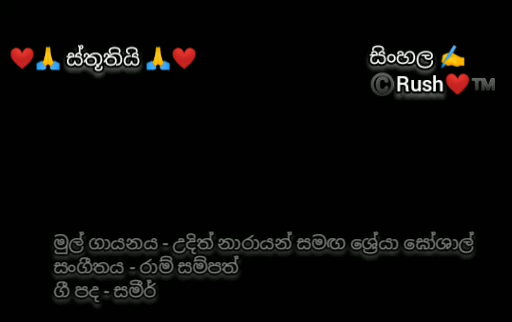 ❤️🙏 ස්තූතියි 🙏❤️
සිංහල ✍️
©Rush❤️™
මුල් ගායනය - උදිත් නාරායන් සමඟ ශ්‍රේයා ඝෝශාල්
සංගීතය - රාම් සම්පත්
ගී පද - සමීර්